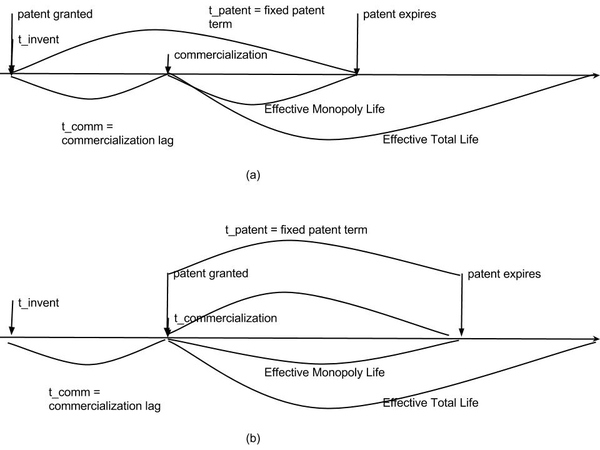 patent granted
t_patent = fixed patent
term
patent expires
t_invent
commercialization
Effective Monopoly Life
t_comm =
commercialization lag
Effective Total Life
(a)
t_patent = fixed patent term
patent granted
patent expires
t_invent
t_commercialization
Effective Monopoly Life
t_comm =
commercialization lag
Effective Total Life
(b)